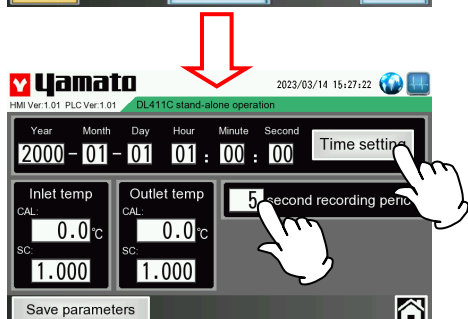 Yamato
2023/03/14 15:27:22
HMI Ver:1.01 PLC Ver:1.01
DL411C stand-alone operation
Year Month Day Hour Minute Second
2000 - 01 - 01 01 : 00 : 00
Time setting
Inlet temp
CAL:
0.0 ℃
SC:
1.000
Outlet temp
CAL:
0.0 ℃
SC:
1.000
5 second recording
Save parameters